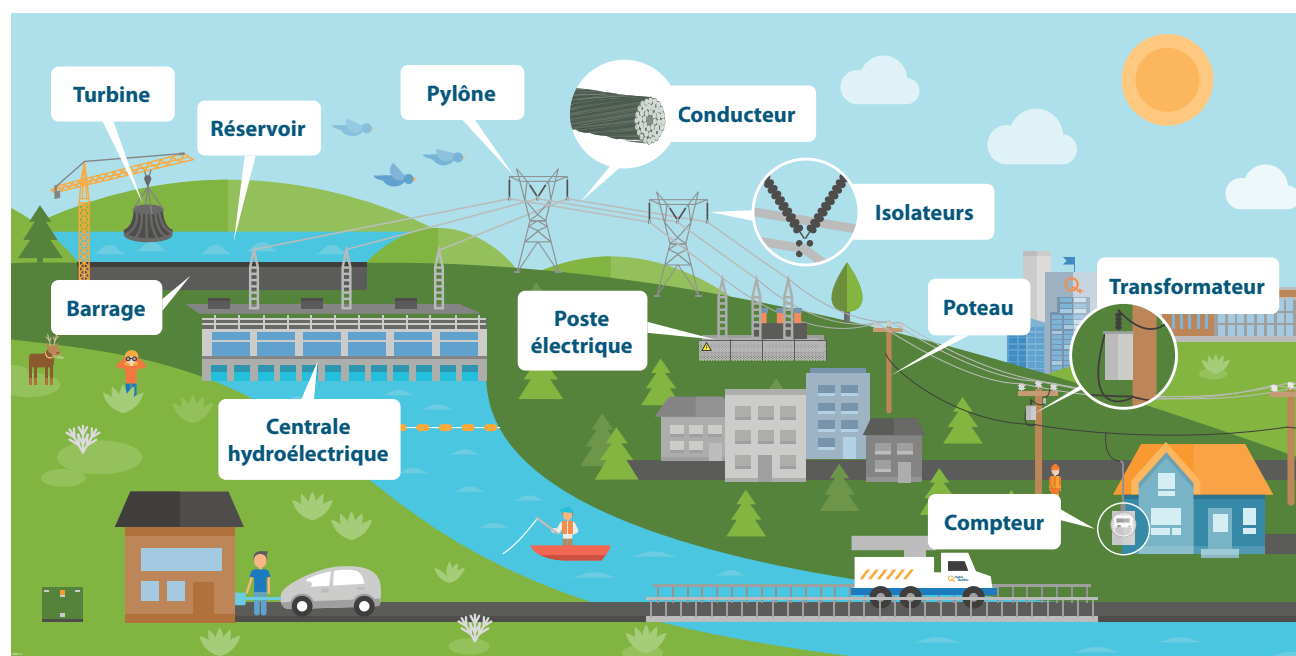 Turbine
Réservoir
Pylône
Conducteur
Isolateurs
Barrage
Poste
électrique
Poteau
Transformateur
Centrale
hydroélectrique
Compteur